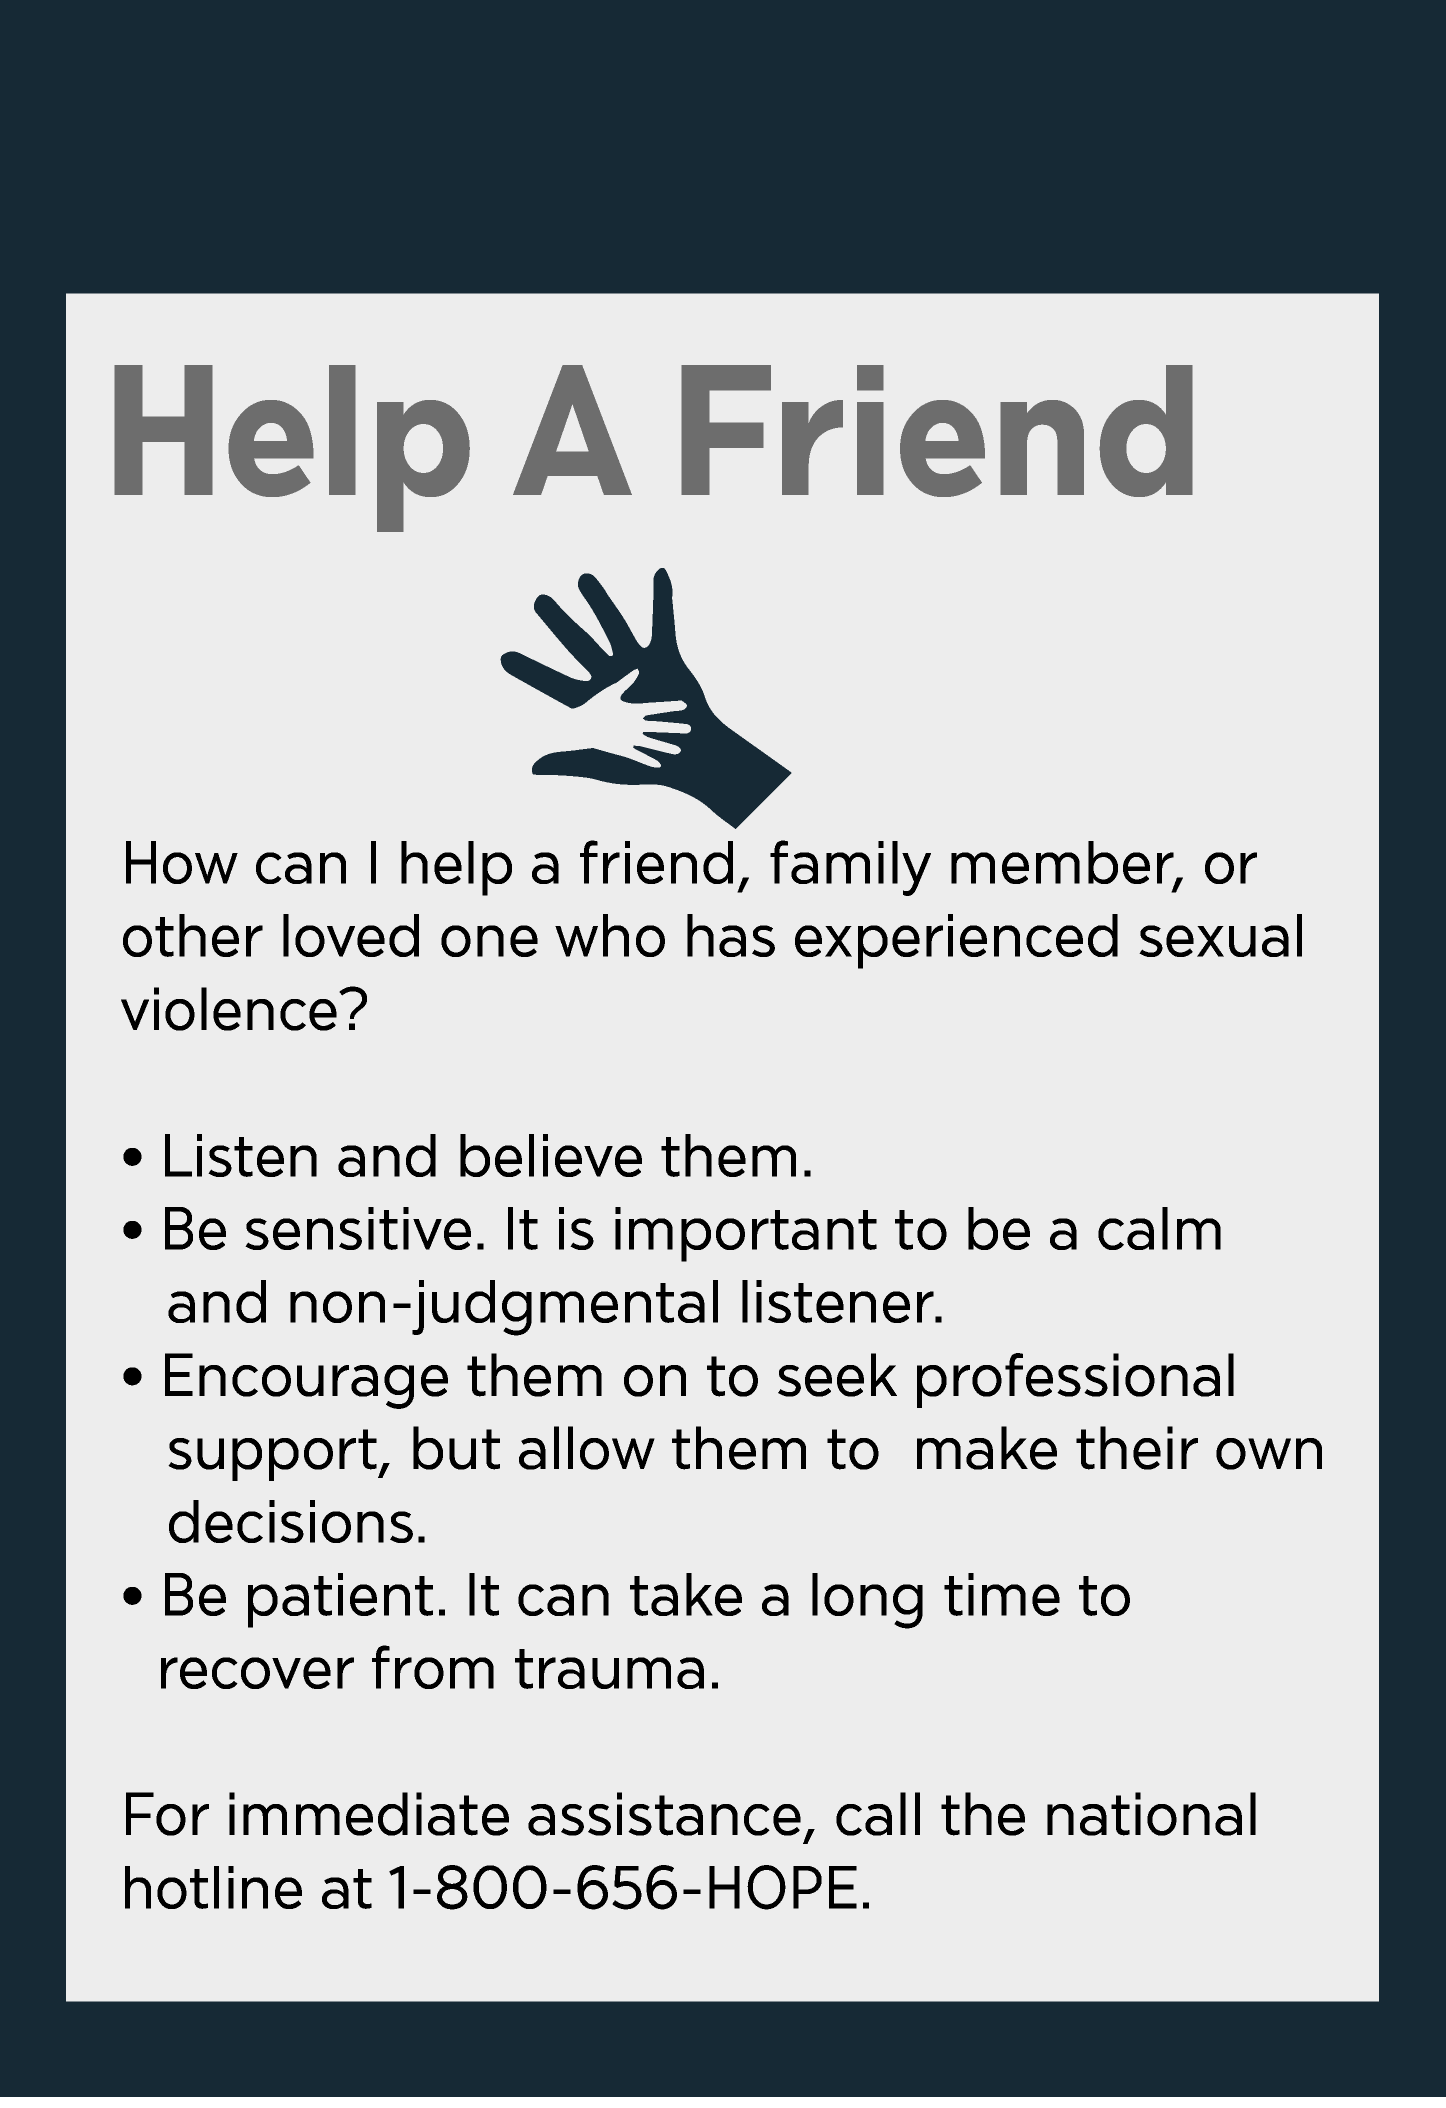 Help A Friend
How can I help a friend, family member, or
other loved one who has experienced sexual
violence?
• Listen and believe them.
• Be sensitive. It is important to be a calm
and non-judgmental listener.
• Encourage them on to seek professional
support, but allow them to  make their own
decisions.
• Be patient. It can take a long time to
recover from trauma.
For immediate assistance, call the national
hotline at 1-800-656-HOPE.